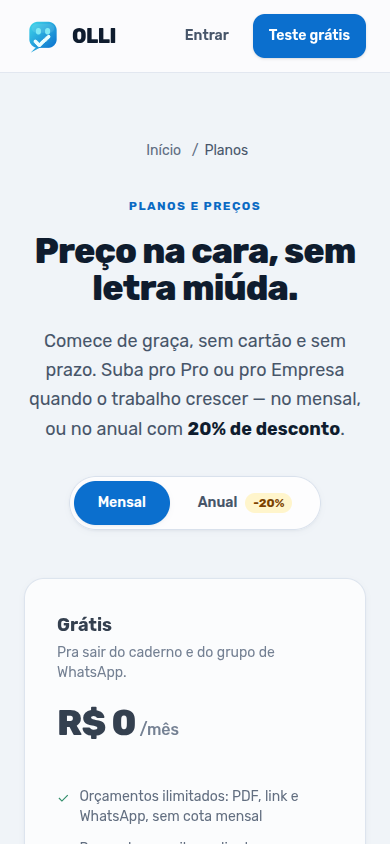 OLLI
Entrar
Teste grátis
Início / Planos
PLANOS E PREÇOS
Preço na cara, sem
letra miúda.
Comece de graça, sem cartão e sem
prazo. Suba pro Pro ou pro Empresa
quando o trabalho crescer — no mensal,
ou no anual com 20% de desconto.
Mensal
Anual -20%
Grátis
Pra sair do caderno e do grupo de
WhatsApp.
R$ 0 /mês
Orçamentos ilimitados: PDF, link e
WhatsApp, sem cota mensal